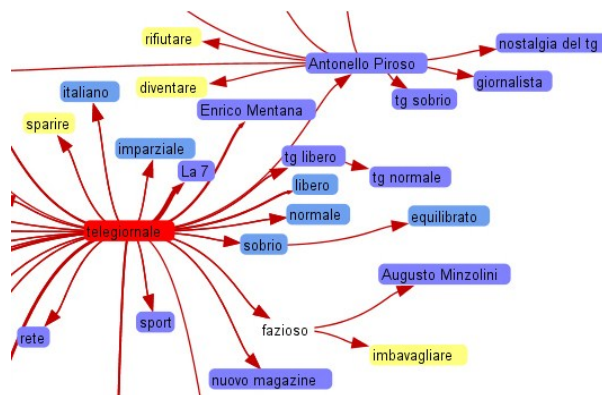 rifiutare
nostalgia del tg
Antonello Piroso
giornalista
diventare
italiano
tg sobrio
Enrico Mentana
sparire
imparziale
tg libero
La 7
tg normale
libero
normale
equilibrato
telegiornale
sobrio
Augusto Minzolini
sport
fazioso
rete
imbavagliare
nuovo magazine